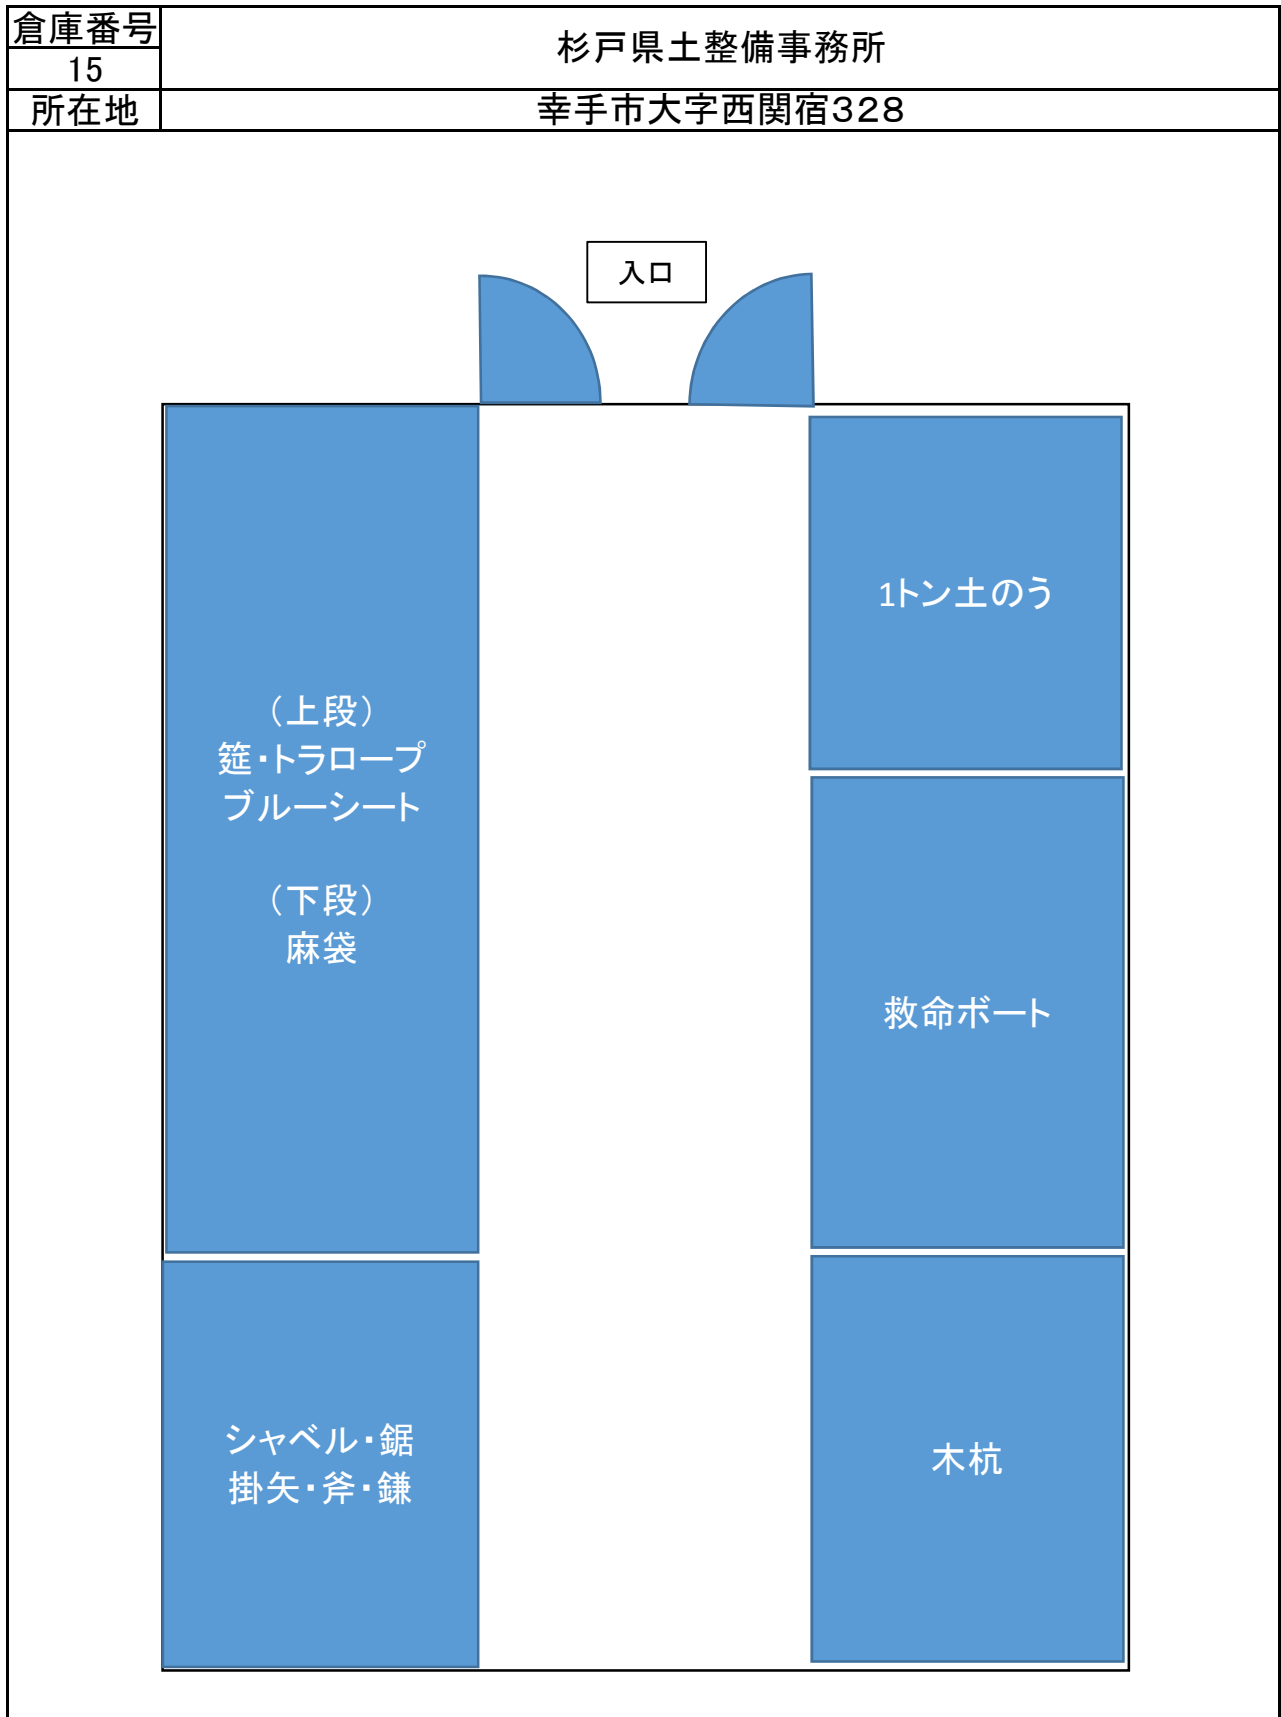 倉庫番号
15
杉戸県土整備事務所
所在地
幸手市大字西関宿328
入口
（上段）
筵・トラロープ
ブルーシート
（下段）
麻袋
1トン土のう
救命ボート
シャベル・鋸
掛矢・斧・鎌
木杭